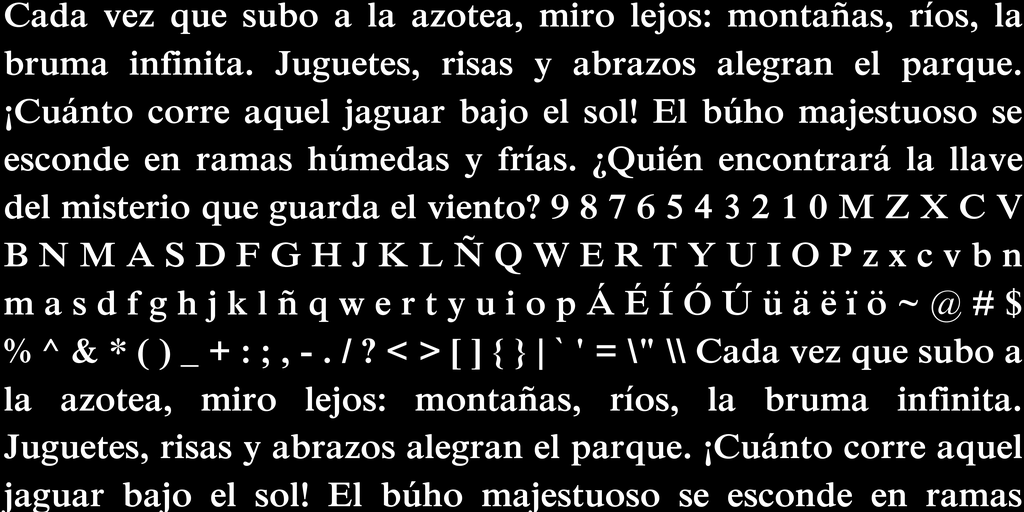 Cada vez que subo a la azotea, miro lejos: montañas, ríos, la
bruma infinita. Juguetes, risas y abrazos alegran el parque.
¡Cuánto corre aquel jaguar bajo el sol! El búho majestuoso se
esconde en ramas húmedas y frías. ¿Quién encontrará la llave
del misterio que guarda el viento? 9 8 7 6 5 4 3 2 1 0 M Z X C V
B N M A S D F G H J K L Ñ Q W E R T Y U I O P z x c v b n
m a s d f g h j k l ñ q w e r t y u i o p Á É Í Ó Ú ü ä ë ï ö ~ @ # $
% ^ & * ( ) _ + : ; , - . / ? < > [ ] { } | ` ' = \" \\ Cada vez que subo a
la azotea, miro lejos: montañas, ríos, la bruma infinita.
Juguetes, risas y abrazos alegran el parque. ¡Cuánto corre aquel
jaguar bajo el sol! El búho majestuoso se esconde en ramas